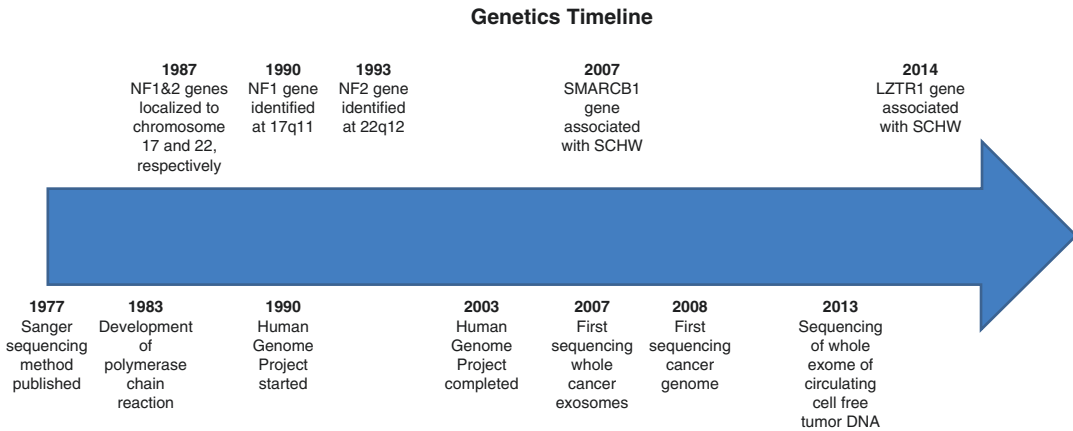 Genetics Timeline
1987
NF1&2 genes
localized to
chromosome
17 and 22,
respectively
1990
NF1 gene
identified
at 17q11
1993
NF2 gene
identified
at 22q12
2007
SMARCB1
gene
associated
with SCHW
2014
LZTR1 gene
associated
with SCHW
1977
Sanger
sequencing
method
published
1983
Development
of
polymerase
chain
reaction
1990
Human
Genome
Project
started
2003
Human
Genome
Project
completed
2007
First
sequencing
whole
cancer
exosomes
2008
First
sequencing
cancer
genome
2013
Sequencing
of whole
exome of
circulating
cell free
tumor DNA